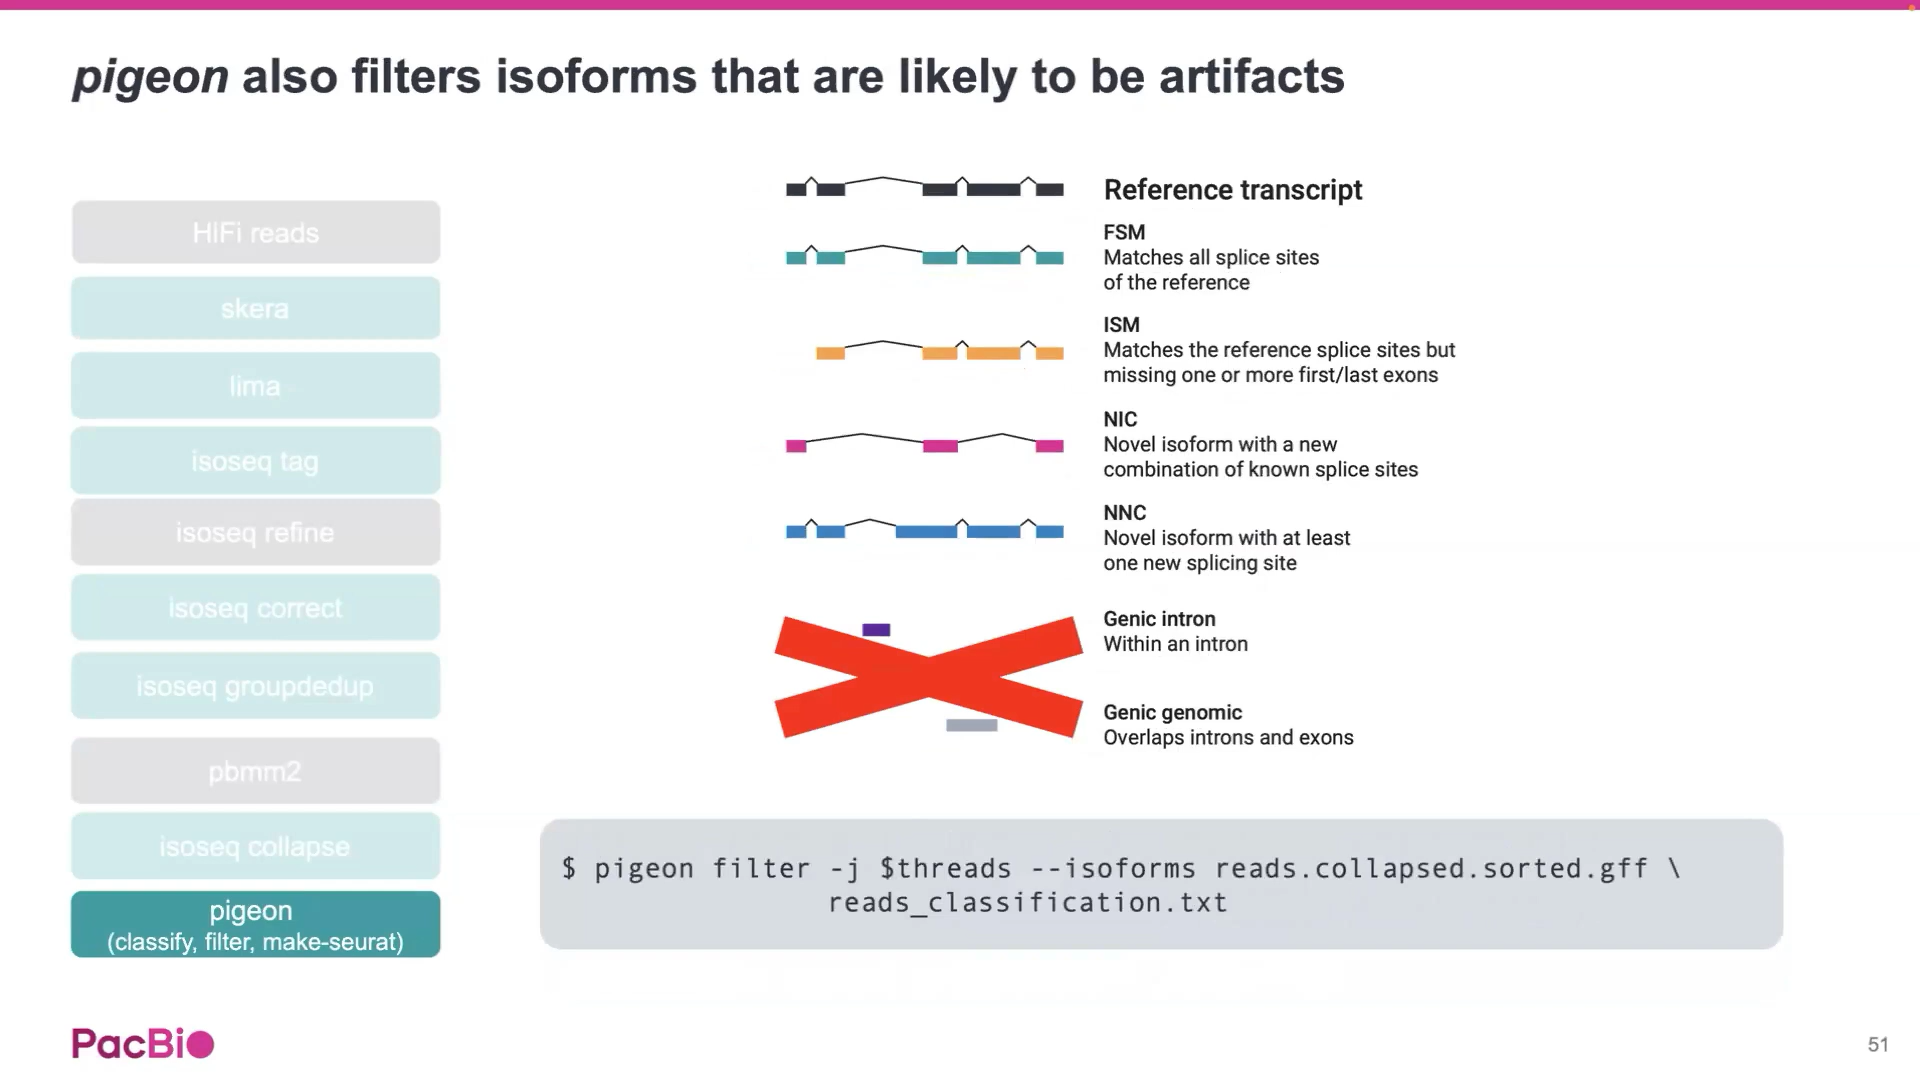 pigeon also filters isoforms that are likely to be artifacts
HiFi reads
skera
lima
isoseq tag
isoseq refine
isoseq correct
isoseq groupdedup
pbmm2
isoseq collapse
pigeon
(classify, filter, make-seurat)
Reference transcript
FSM
Matches all splice sites
of the reference
ISM
Matches the reference splice sites but
missing one or more first/last exons
NIC
Novel isoform with a new
combination of known splice sites
NNC
Novel isoform with at least
one new splicing site
Genic intron
Within an intron
Genic genomic
Overlaps introns and exons
$ pigeon filter -j $threads --isoforms reads.collapsed.sorted.gff \
reads_classification.txt
PacBio
51